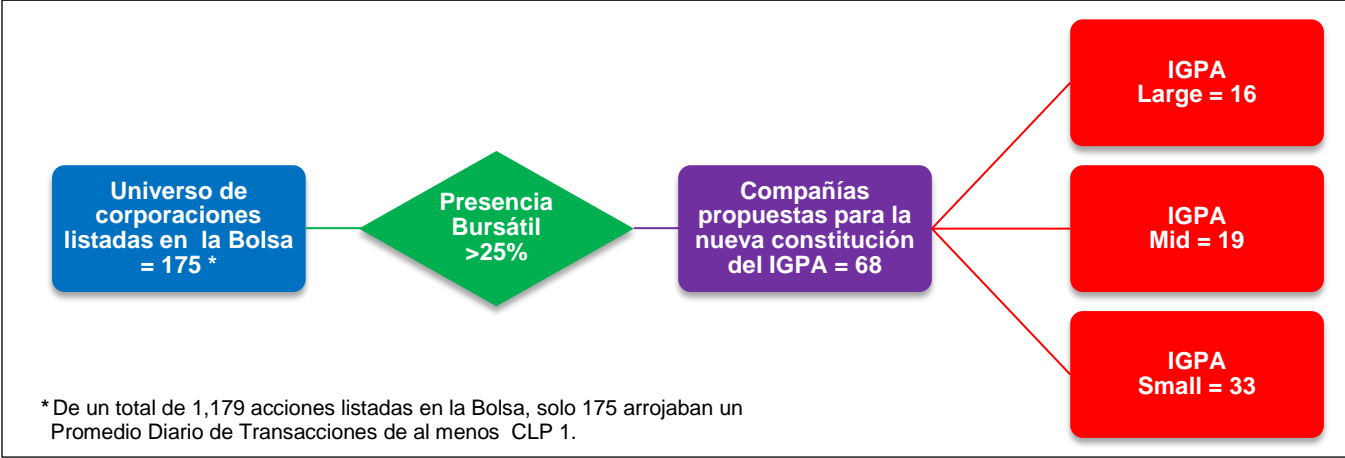 Universo de
corporaciones
listadas en la Bolsa
= 175 *
Presencia
Bursátil
>25%
Compañías
propuestas para la
nueva constitución
del IGPA = 68
IGPA
Large = 16
IGPA
Mid = 19
IGPA
Small = 33
* De un total de 1,179 acciones listadas en la Bolsa, solo 175 arrojaban un
Promedio Diario de Transacciones de al menos CLP 1.